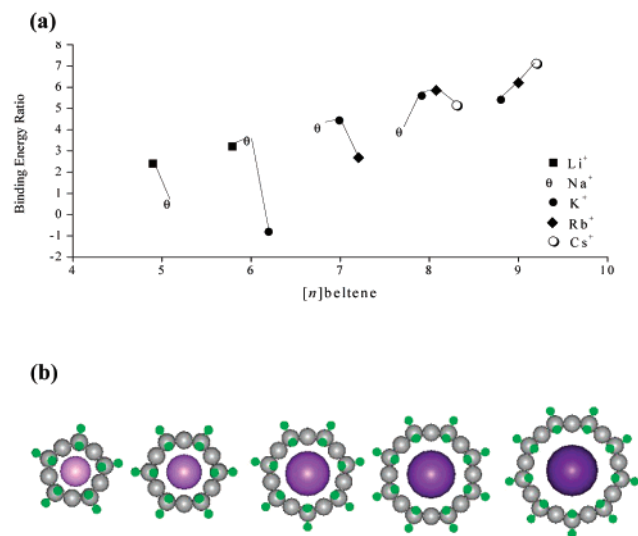 (a)
Binding Energy Ratio
8
7
6
5
4
3
2
1
0
-1
-2
4 5 6 7 8 9 10
[n]beltene
θ θ θ θ
Li⁺
θ Na⁺
K⁺
Rb⁺
Cs⁺
(b)